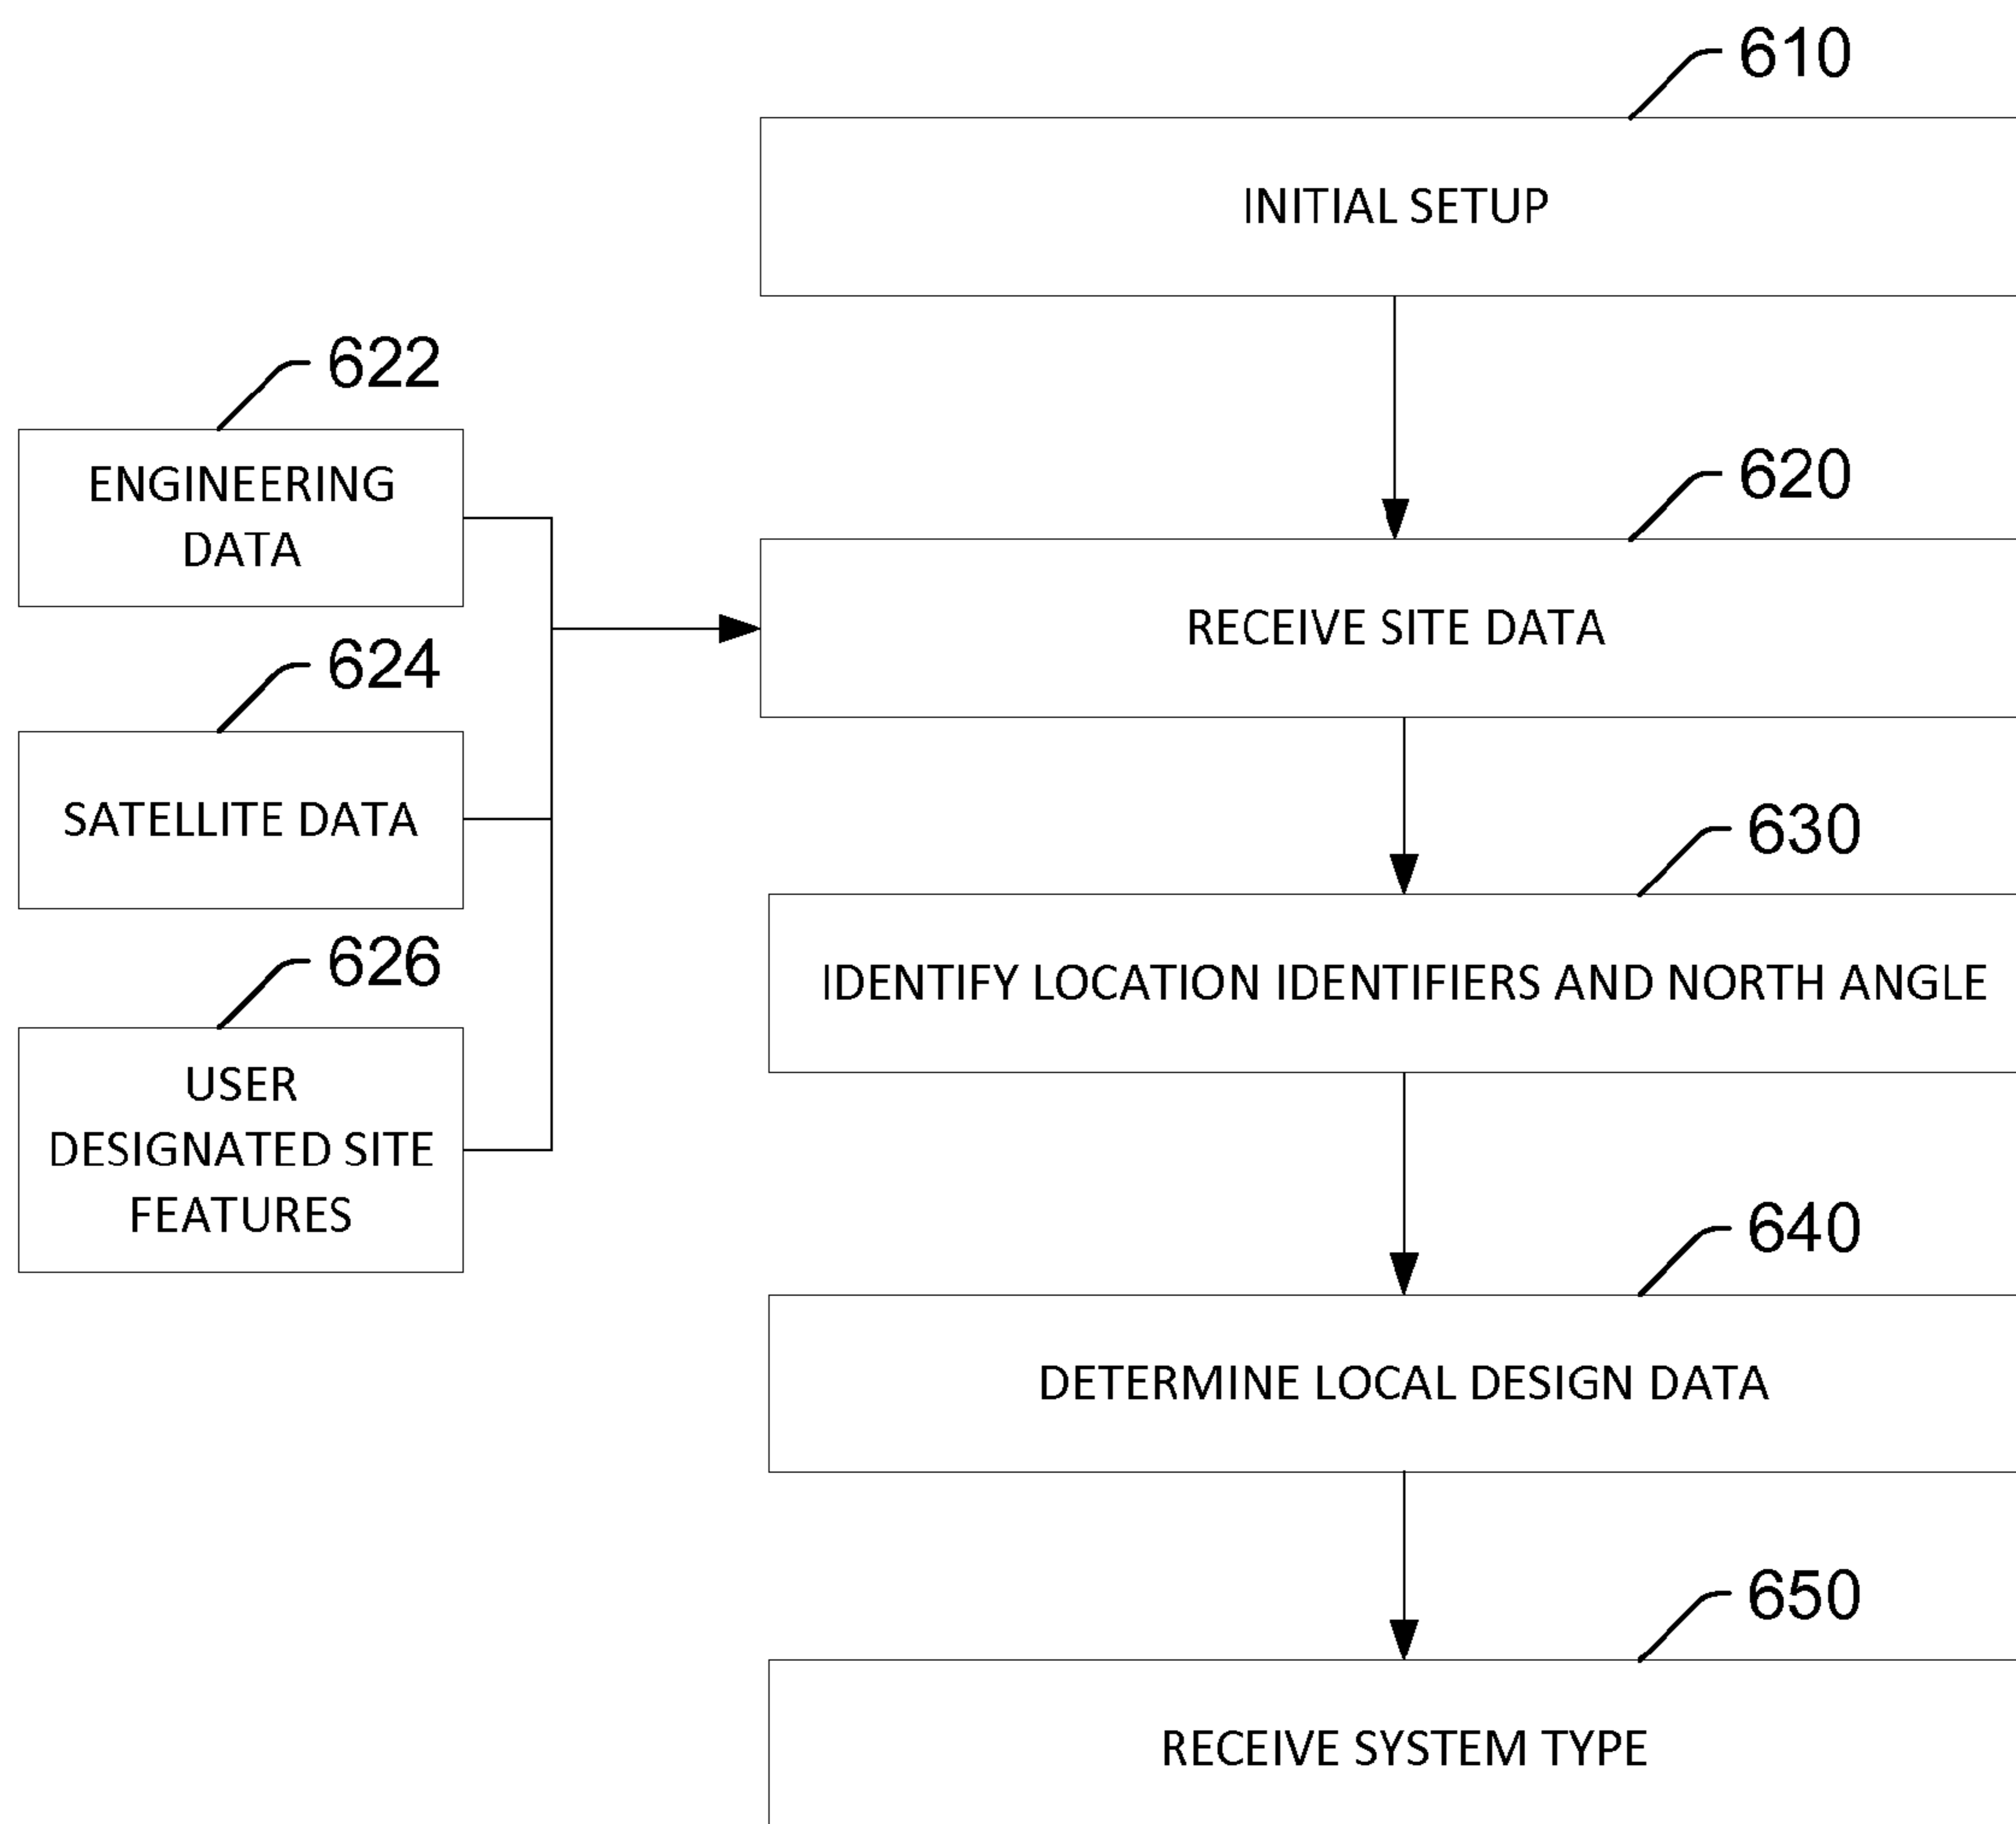 610
INITIAL SETUP
622
ENGINEERING
DATA
620
RECEIVE SITE DATA
624
SATELLITE DATA
630
IDENTIFY LOCATION IDENTIFIERS AND NORTH ANGLE
626
USER
DESIGNATED SITE
FEATURES
640
DETERMINE LOCAL DESIGN DATA
650
RECEIVE SYSTEM TYPE